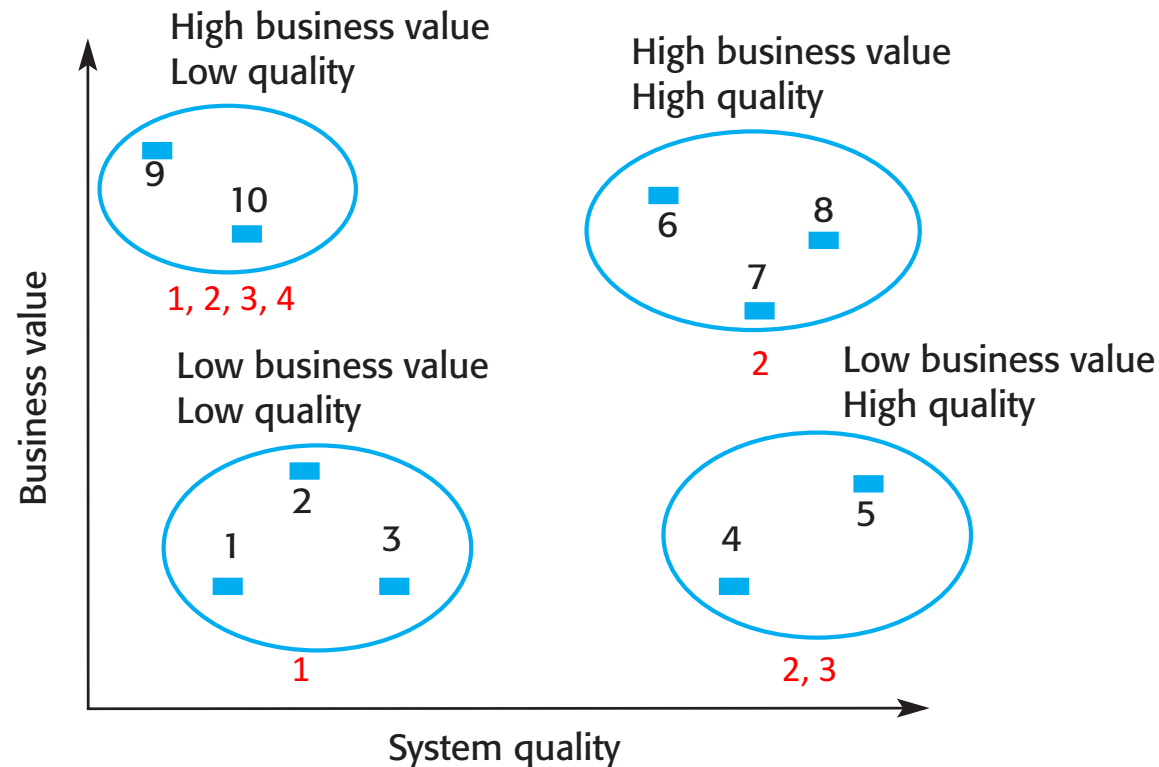 High business value
Low quality
High business value
High quality
9
10
6
8
7
1, 2, 3, 4
2
Low business value
Low quality
Low business value
High quality
2
5
1
3
4
1
2, 3
Business value
System quality